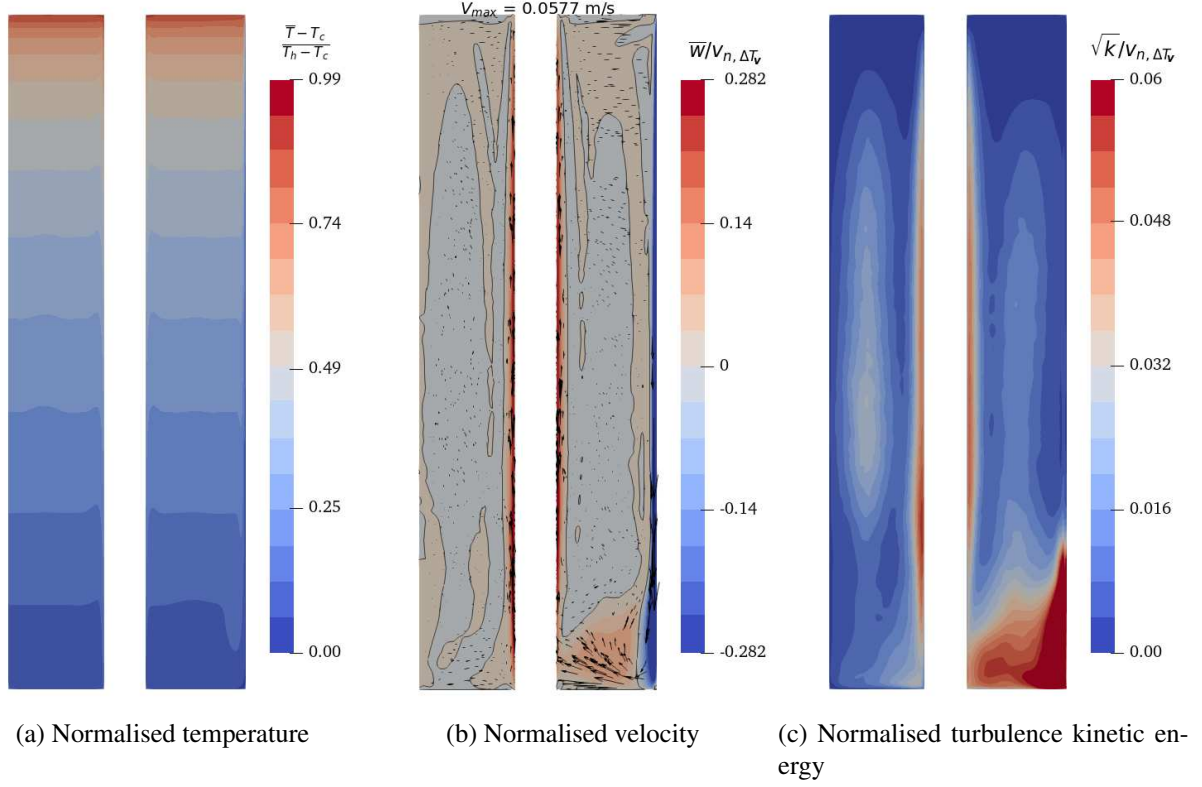 V_max = 0.0577 m/s
T̅ − T_c
T_h − T_c
0.99
0.74
0.49
0.25
0.00
w̅/v_n, ΔT_v
0.282
0.14
0
-0.14
-0.282
√k/v_n, ΔT_v
0.06
0.048
0.032
0.016
0.00
(a) Normalised temperature
(b) Normalised velocity
(c) Normalised turbulence kinetic en-
ergy